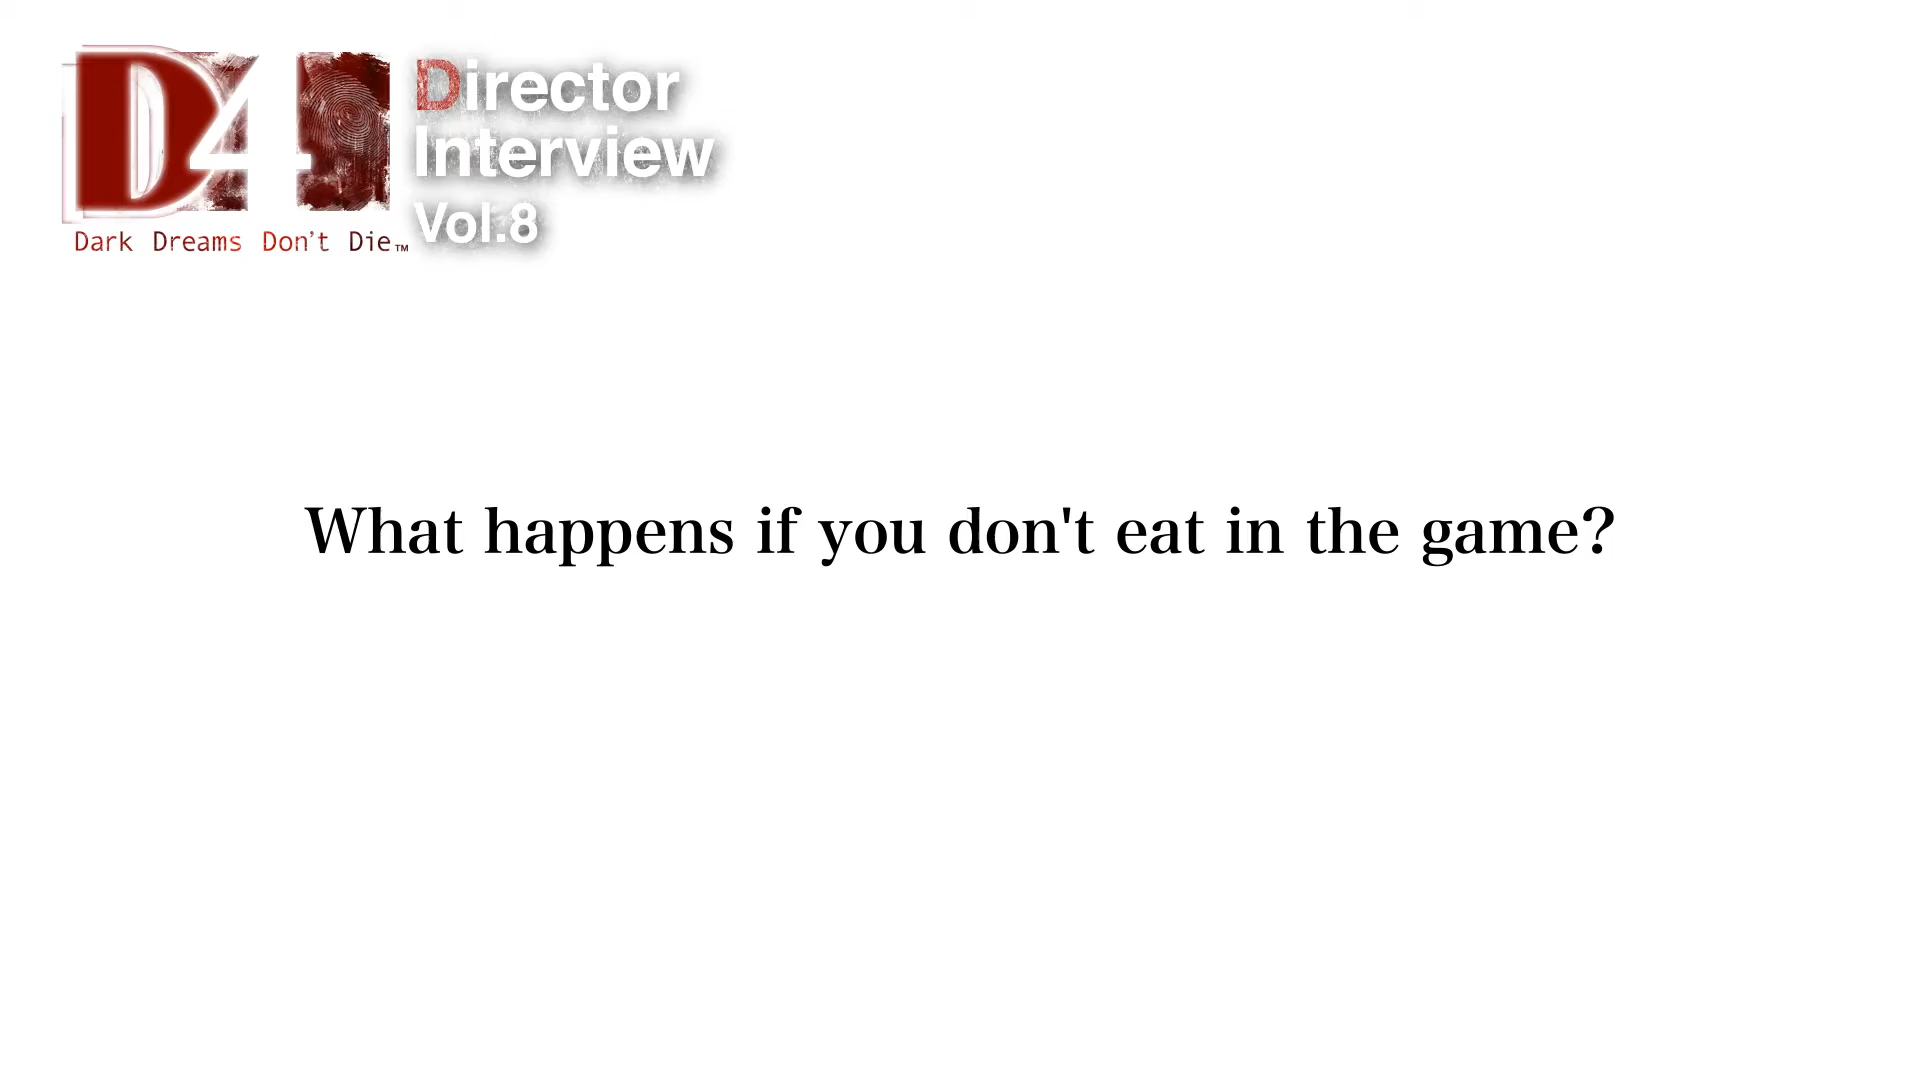 D4
Dark Dreams Don't Die™
Director
Interview
Vol.8
What happens if you don't eat in the game?